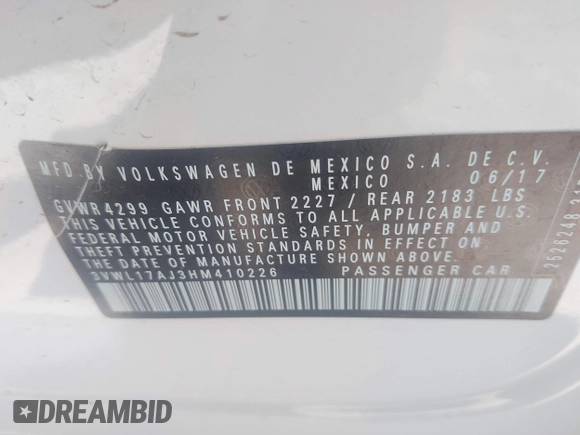 MFD.BY VOLKSWAGEN DE MEXICO S.A. DE C.V.
MEXICO 06/17
GVWR4299 GAWR FRONT 2227 / REAR 2183 LBS
THIS VEHICLE CONFORMS TO ALL APPLICABLE U.S.
FEDERAL MOTOR VEHICLE SAFETY, BUMPER AND
THEFT PREVENTION STANDARDS IN EFFECT ON
THE DATE OF MANUFACTURE SHOWN ABOVE.
3VWL17AJ3HM410226 PASSENGER CAR
2526248
DREAMBID